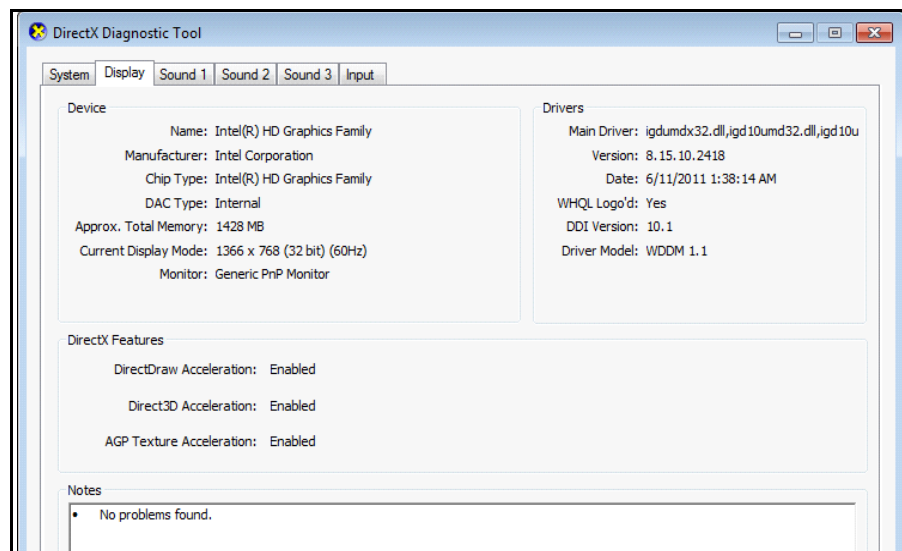 DirectX Diagnostic Tool
System Display Sound 1 Sound 2 Sound 3 Input
Device
Name: Intel(R) HD Graphics Family
Manufacturer: Intel Corporation
Chip Type: Intel(R) HD Graphics Family
DAC Type: Internal
Approx. Total Memory: 1428 MB
Current Display Mode: 1366 x 768 (32 bit) (60Hz)
Monitor: Generic PnP Monitor
Drivers
Main Driver: igdumdx32.dll,igd10umd32.dll,igd10u
Version: 8.15.10.2418
Date: 6/11/2011 1:38:14 AM
WHQL Logo'd: Yes
DDI Version: 10.1
Driver Model: WDDM 1.1
DirectX Features
DirectDraw Acceleration: Enabled
Direct3D Acceleration: Enabled
AGP Texture Acceleration: Enabled
Notes
• No problems found.